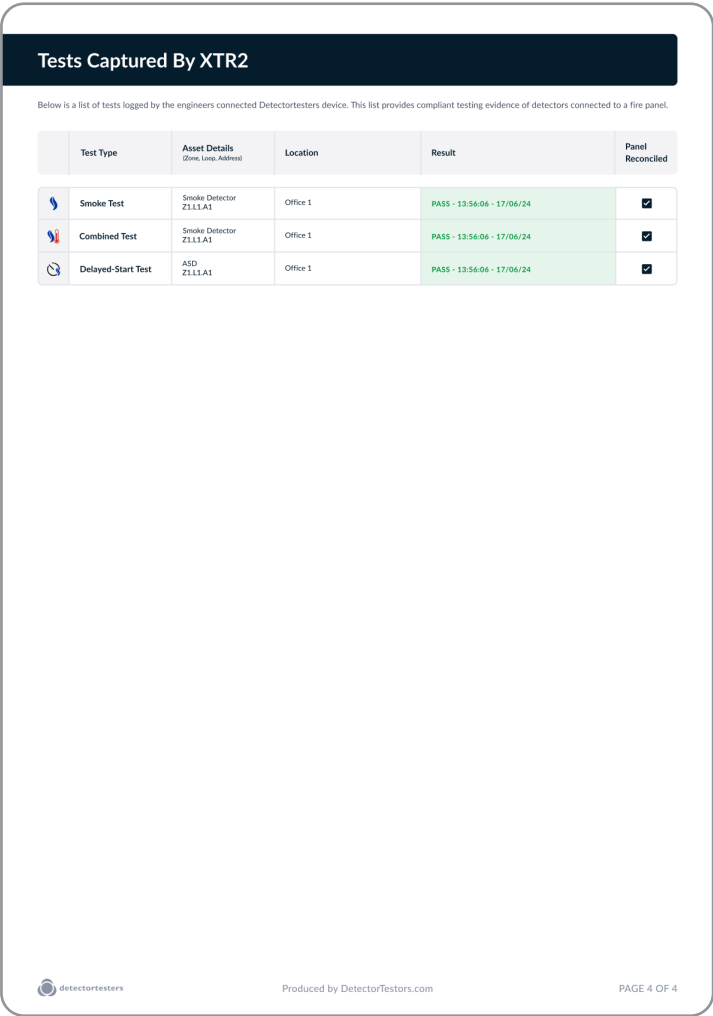 Tests Captured By XTR2
Below is a list of tests logged by the engineers connected Detectortesters device. This list provides compliant testing evidence of detectors connected to a fire panel.
Test Type
Asset Details
(Zone, Loop, Address)
Location
Result
Panel
Reconciled
Smoke Test
Smoke Detector
Z1.L1.A1
Office 1
PASS - 13:56:06 - 17/06/24
Combined Test
Smoke Detector
Z1.L1.A1
Office 1
PASS - 13:56:06 - 17/06/24
Delayed-Start Test
ASD
Z1.L1.A1
Office 1
PASS - 13:56:06 - 17/06/24
detectortesters
Produced by DetectorTestors.com
PAGE 4 OF 4